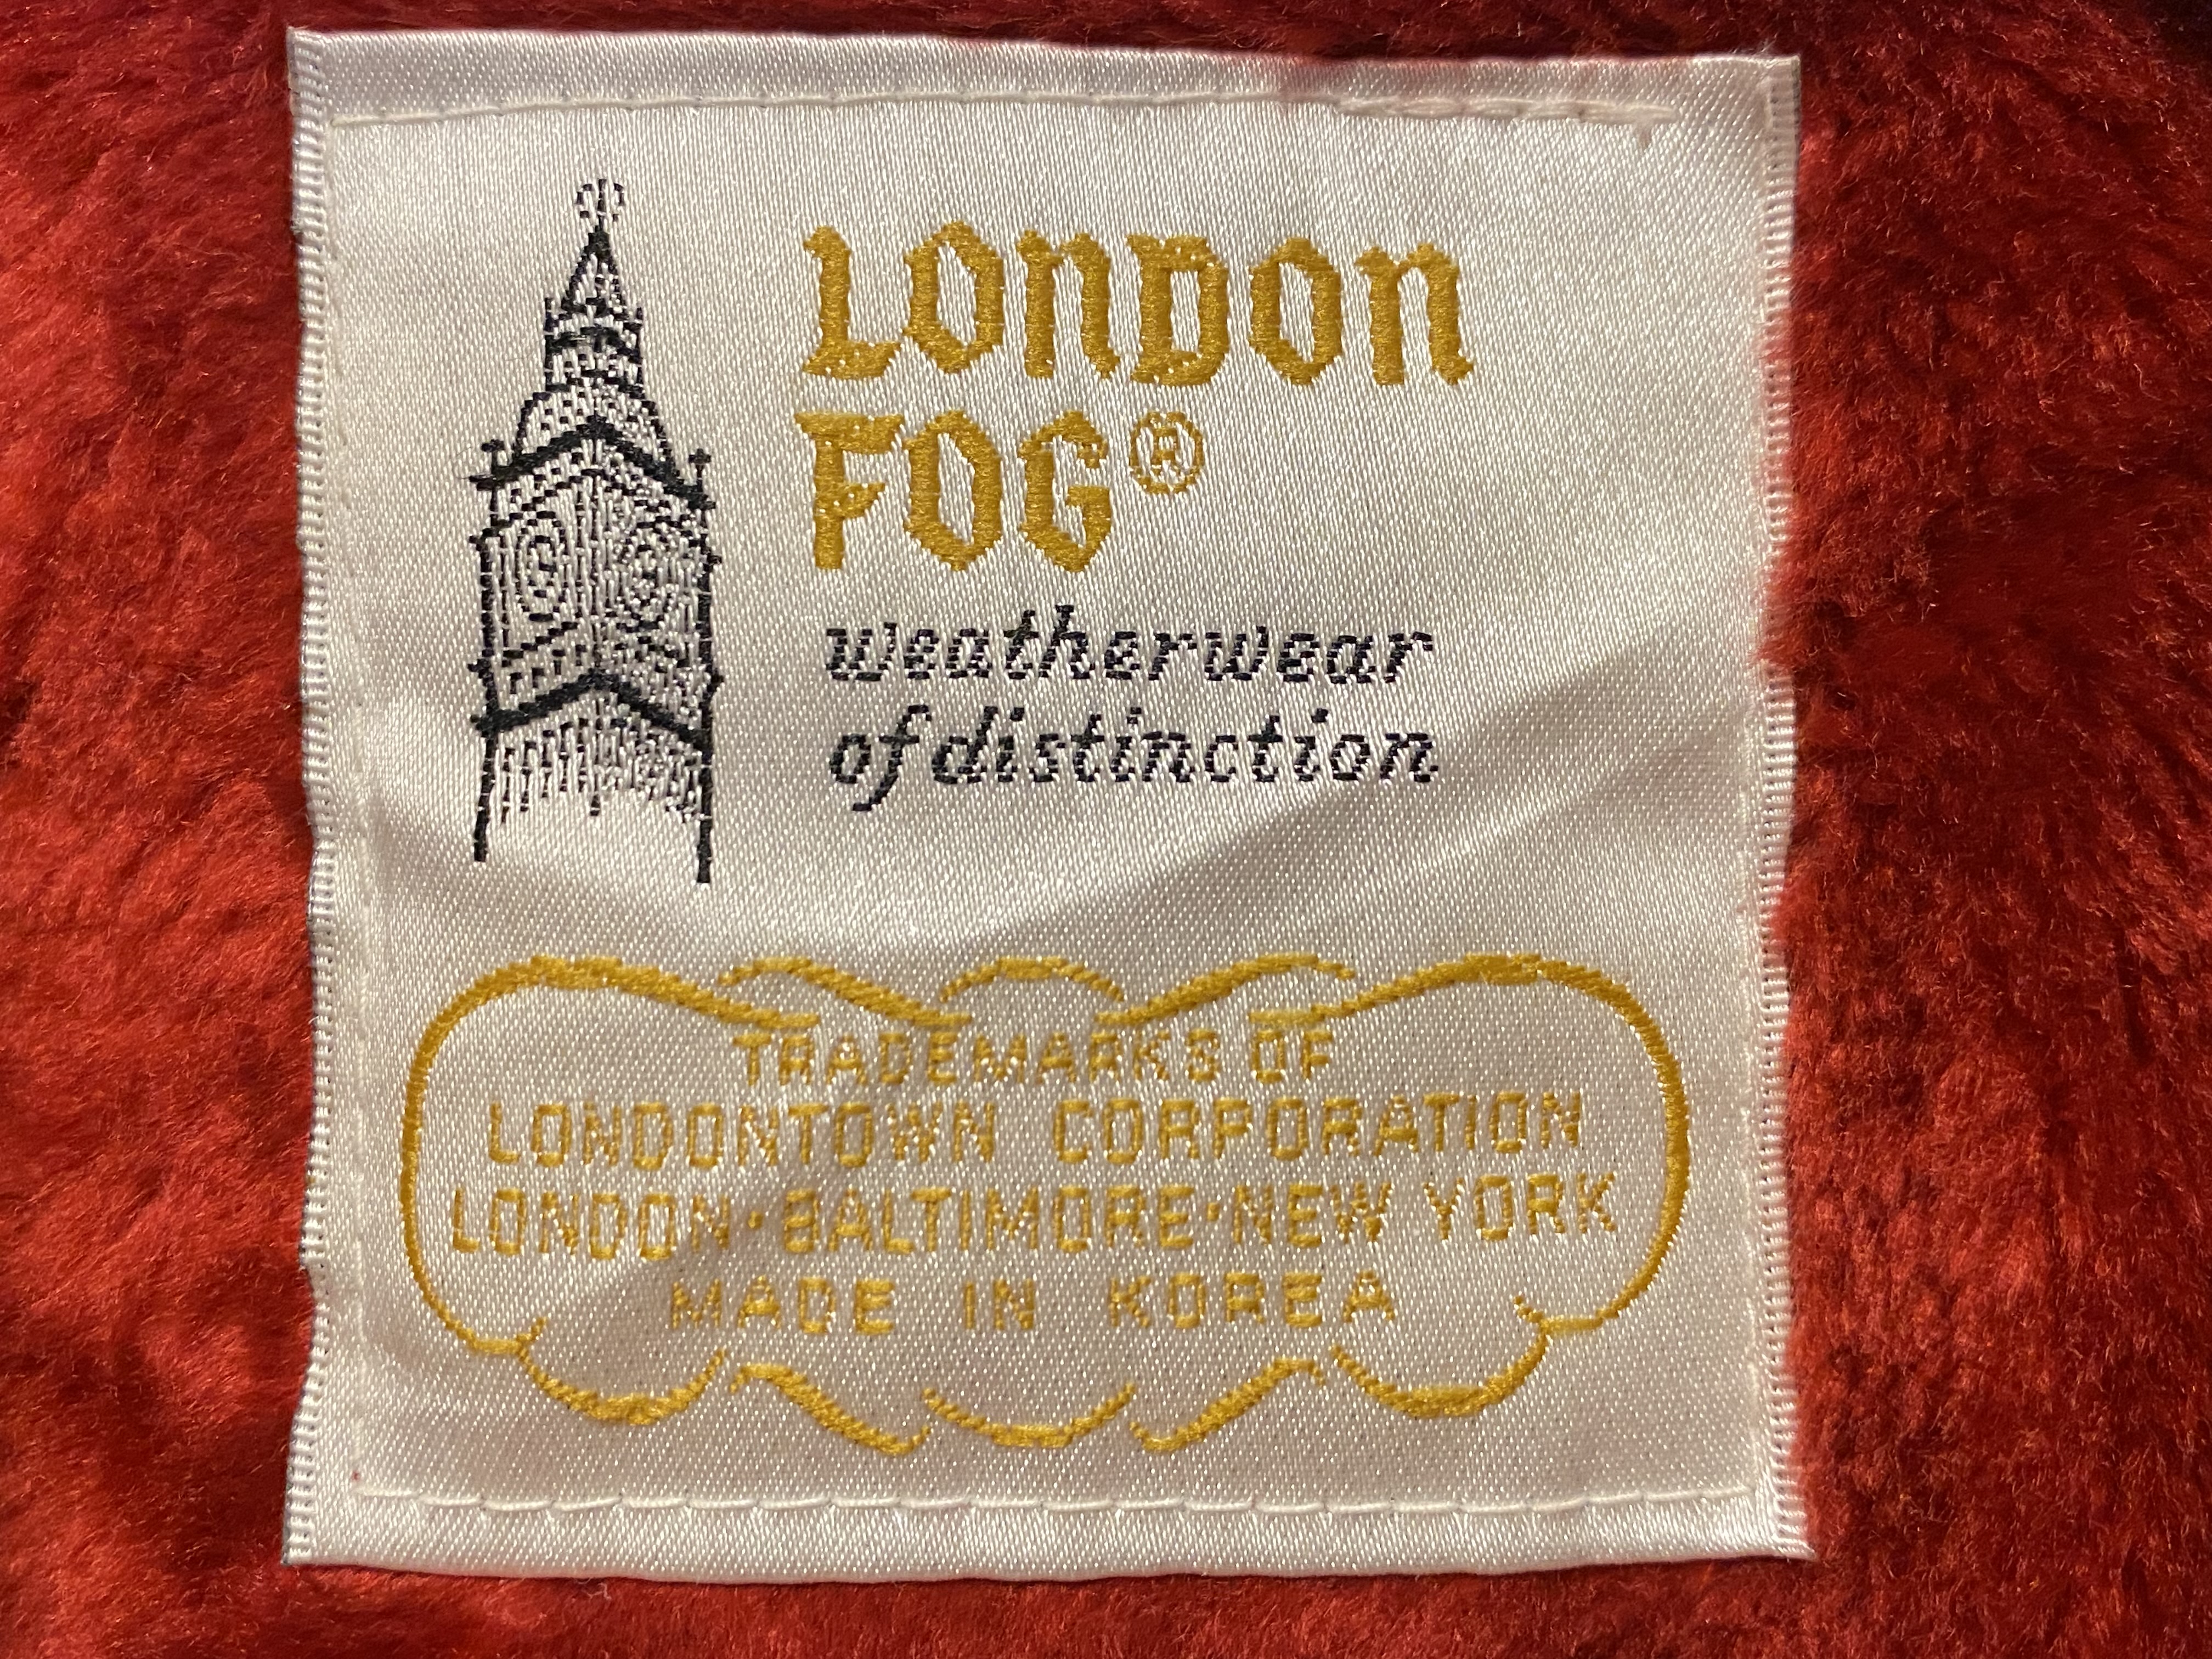 LONDON
FOG®
weatherwear
of distinction
TRADEMARKS OF
LONDONTOWN CORPORATION
LONDON·BALTIMORE·NEW YORK
MADE IN KOREA